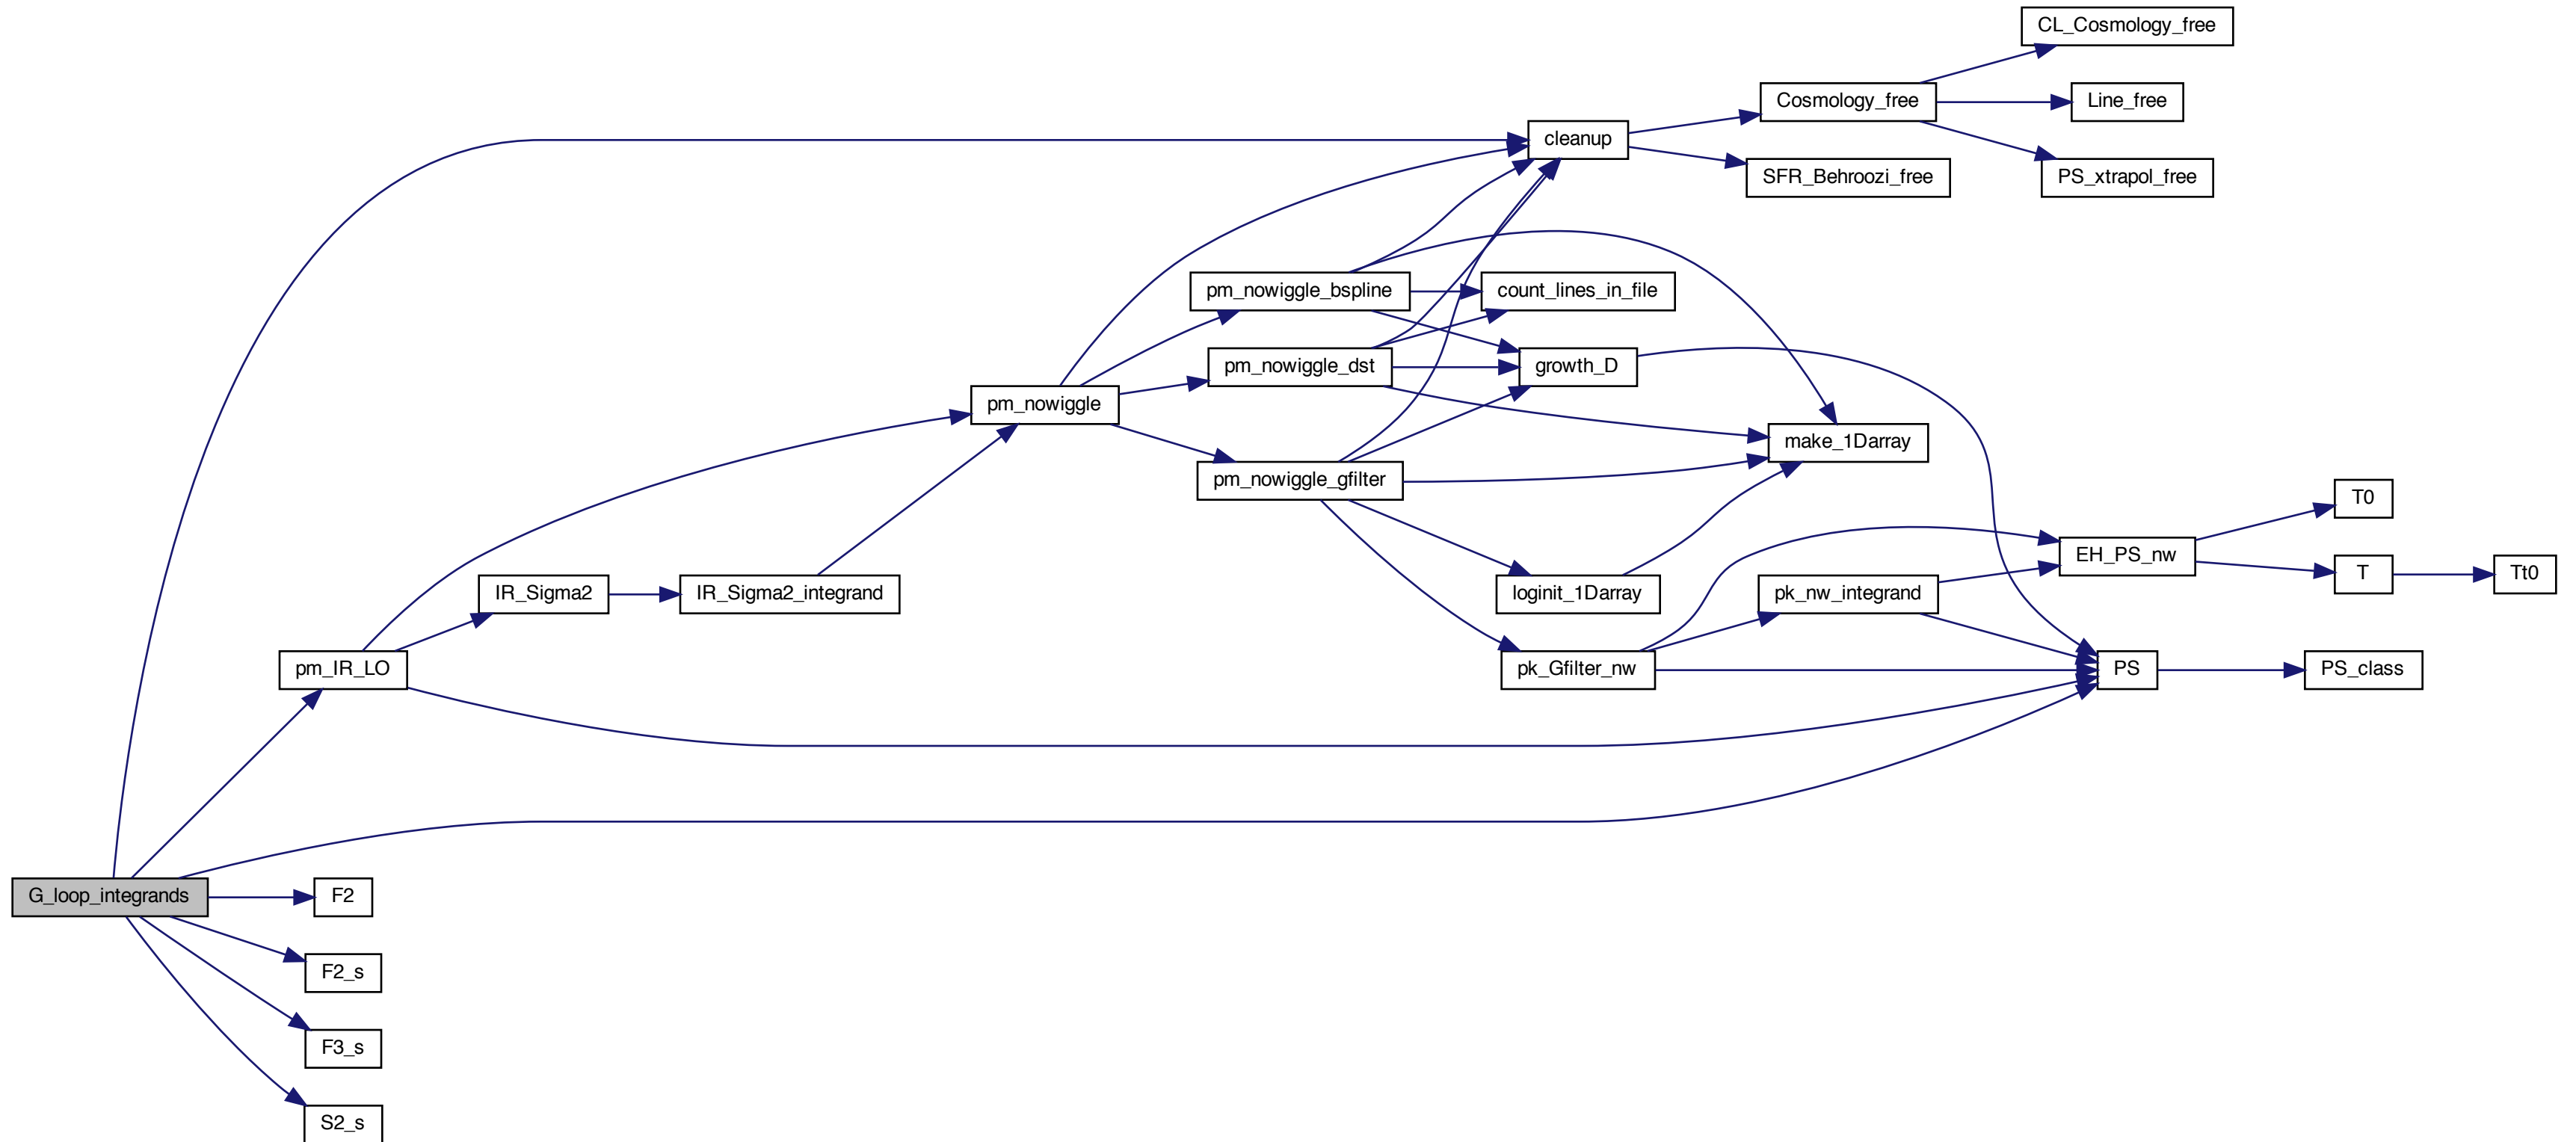 CL_Cosmology_free
Cosmology_free
Line_free
cleanup
SFR_Behroozi_free
PS_xtrapol_free
pm_nowiggle_bspline
count_lines_in_file
pm_nowiggle_dst
growth_D
pm_nowiggle
make_1Darray
pm_nowiggle_gfilter
T0
EH_PS_nw
T
Tt0
IR_Sigma2
IR_Sigma2_integrand
loginit_1Darray
pk_nw_integrand
pm_IR_LO
pk_Gfilter_nw
PS
PS_class
G_loop_integrands
F2
F2_s
F3_s
S2_s